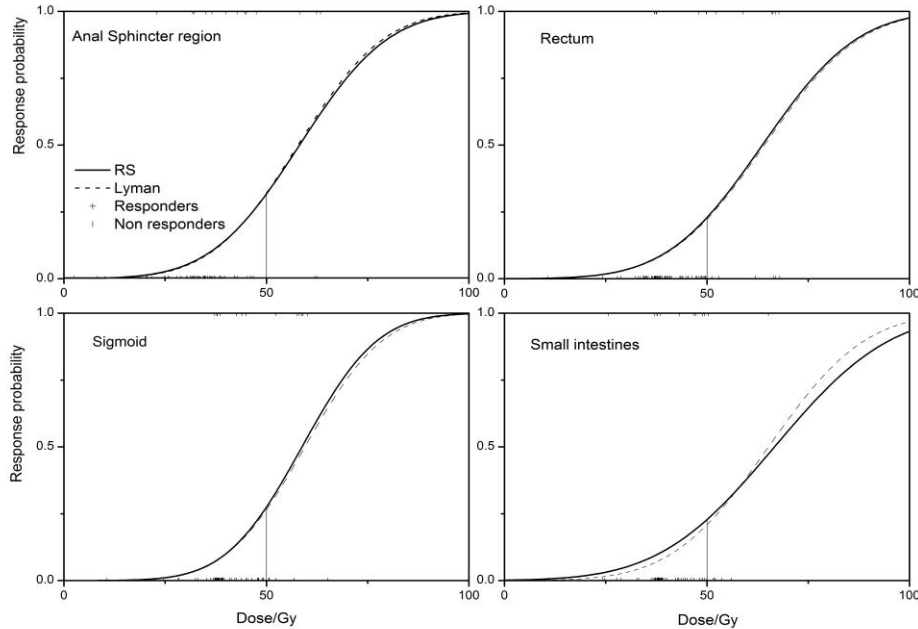 1.0
Anal Sphincter region
Response probability
0.5
RS
Lyman
Responders
Non responders
0.0
0
50
100
1.0
Rectum
0.5
0.0
0
50
100
1.0
Sigmoid
Response probability
0.5
0.0
0
50
100
Dose/Gy
1.0
Small intestines
0.5
0.0
0
50
100
Dose/Gy